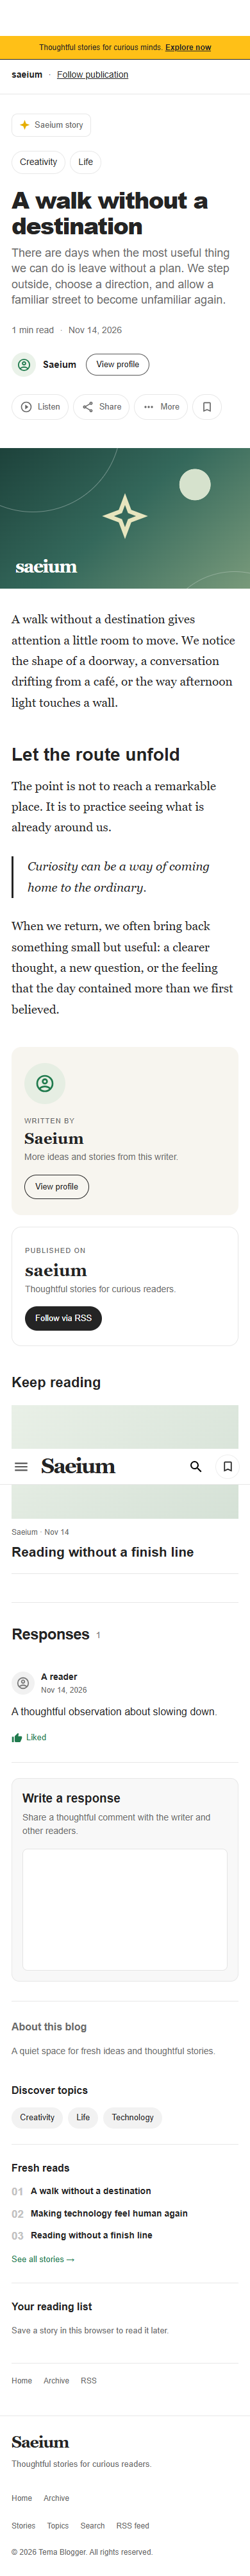 Thoughtful stories for curious minds. Explore now
saeium · Follow publication
Saeium story
Creativity Life
A walk without a
destination
There are days when the most useful thing
we can do is leave without a plan. We step
outside, choose a direction, and allow a
familiar street to become unfamiliar again.
1 min read · Nov 14, 2026
Saeium View profile
Listen Share More
saeium
A walk without a destination gives
attention a little room to move. We notice
the shape of a doorway, a conversation
drifting from a café, or the way afternoon
light touches a wall.
Let the route unfold
The point is not to reach a remarkable
place. It is to practice seeing what is
already around us.
Curiosity can be a way of coming
home to the ordinary.
When we return, we often bring back
something small but useful: a clearer
thought, a new question, or the feeling
that the day contained more than we first
believed.
WRITTEN BY
Saeium
More ideas and stories from this writer.
View profile
PUBLISHED ON
saeium
Thoughtful stories for curious readers.
Follow via RSS
Keep reading
Saeium
Saeium · Nov 14
Reading without a finish line
Responses 1
A reader
Nov 14, 2026
A thoughtful observation about slowing down.
Liked
Write a response
Share a thoughtful comment with the writer and
other readers.
About this blog
A quiet space for fresh ideas and thoughtful stories.
Discover topics
Creativity Life Technology
Fresh reads
01 A walk without a destination
02 Making technology feel human again
03 Reading without a finish line
See all stories →
Your reading list
Save a story in this browser to read it later.
Home Archive RSS
Saeium
Thoughtful stories for curious readers.
Home Archive
Stories Topics Search RSS feed
© 2026 Tema Blogger. All rights reserved.